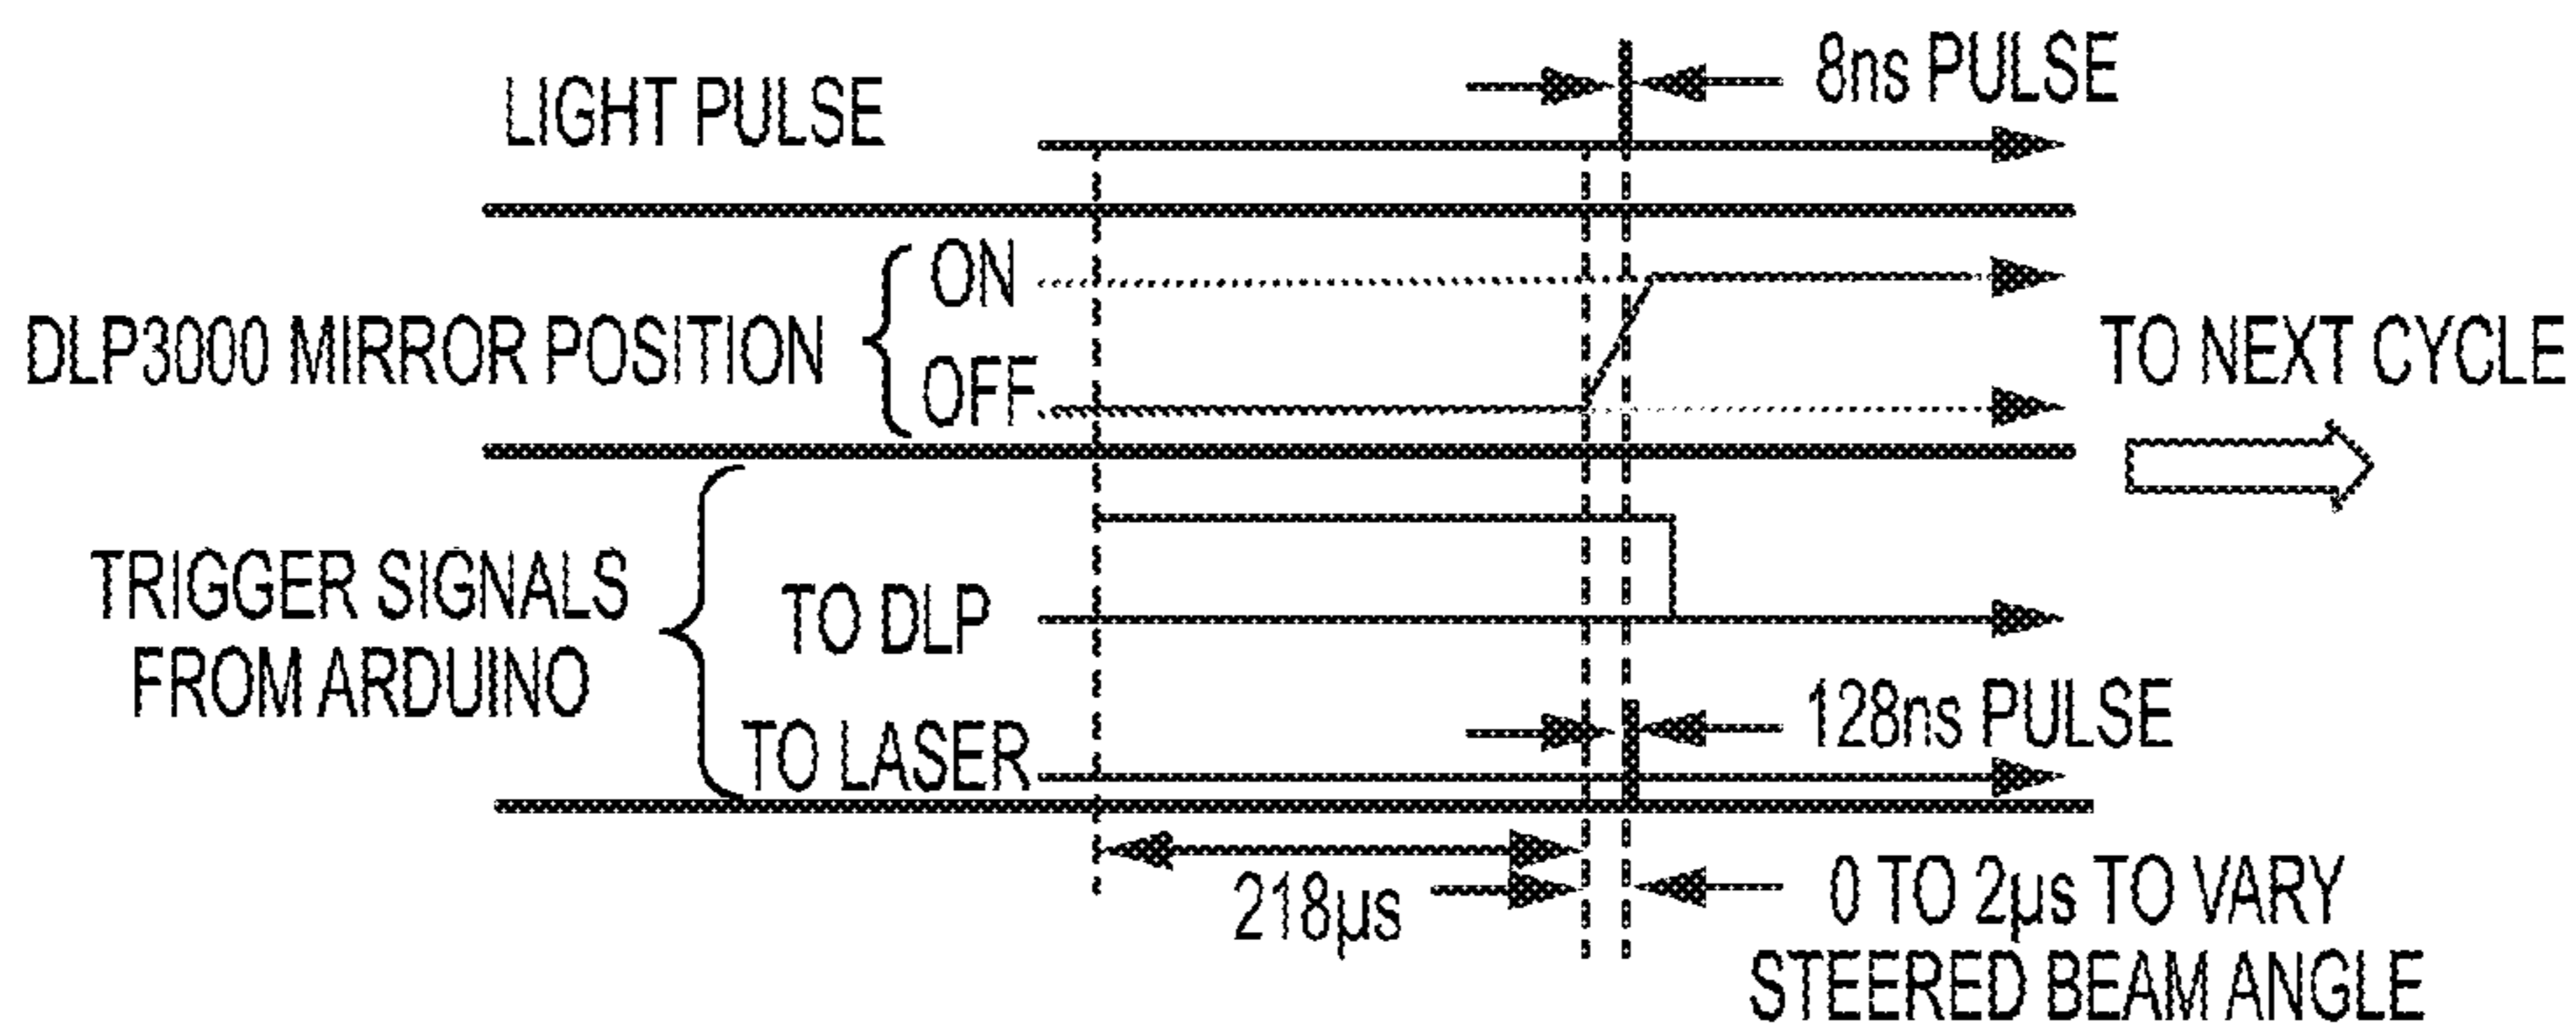 LIGHT PULSE
8ns PULSE
DLP3000 MIRROR POSITION
ON
OFF
TO NEXT CYCLE
TRIGGER SIGNALS
FROM ARDUINO
TO DLP
TO LASER
128ns PULSE
218µs
0 TO 2µs TO VARY
STEERED BEAM ANGLE